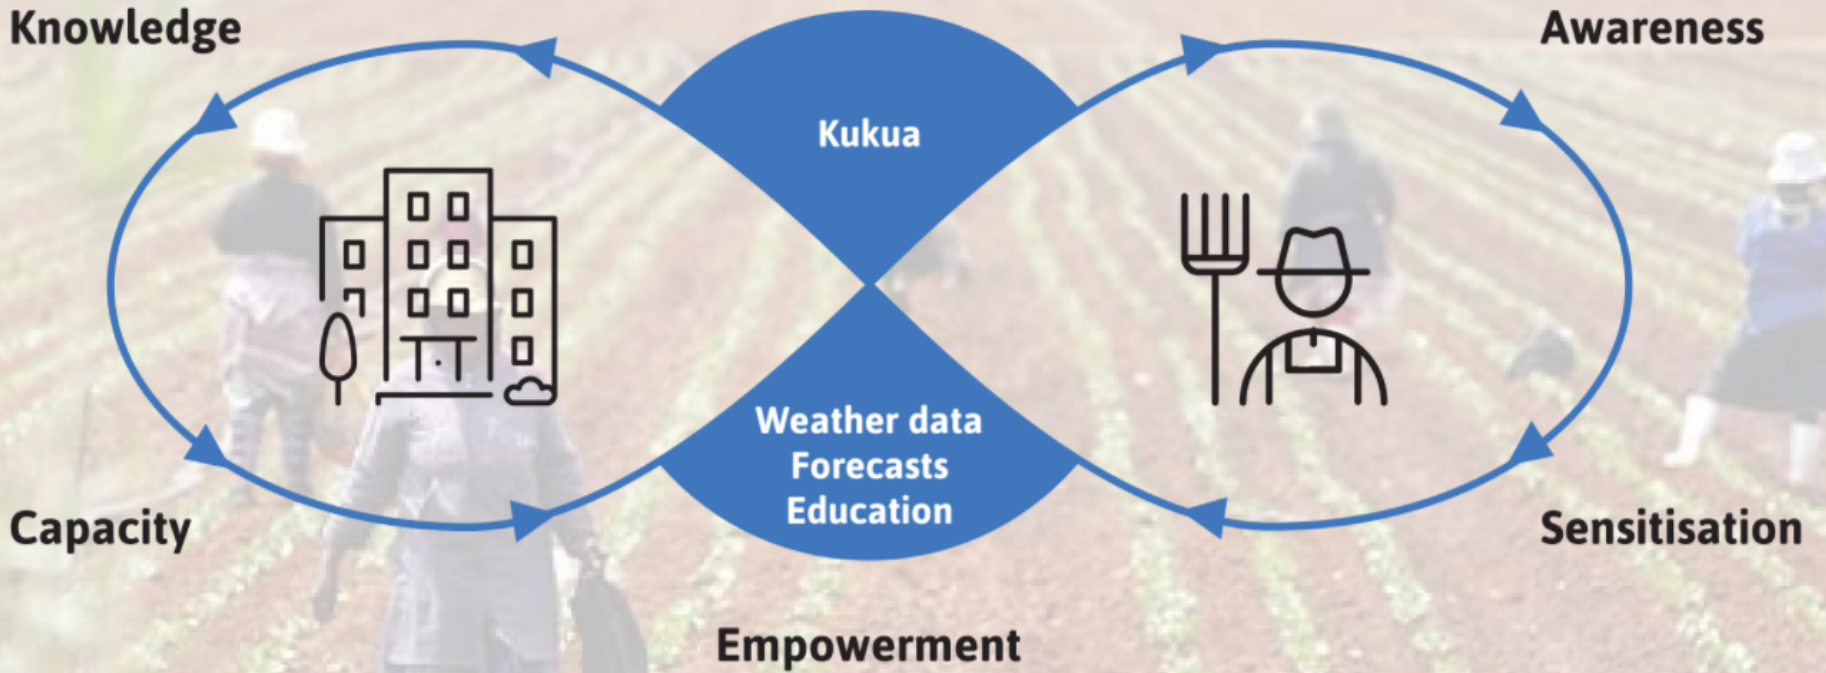 Knowledge
Awareness
Kukua
Weather data
Forecasts
Education
Capacity
Sensitisation
Empowerment